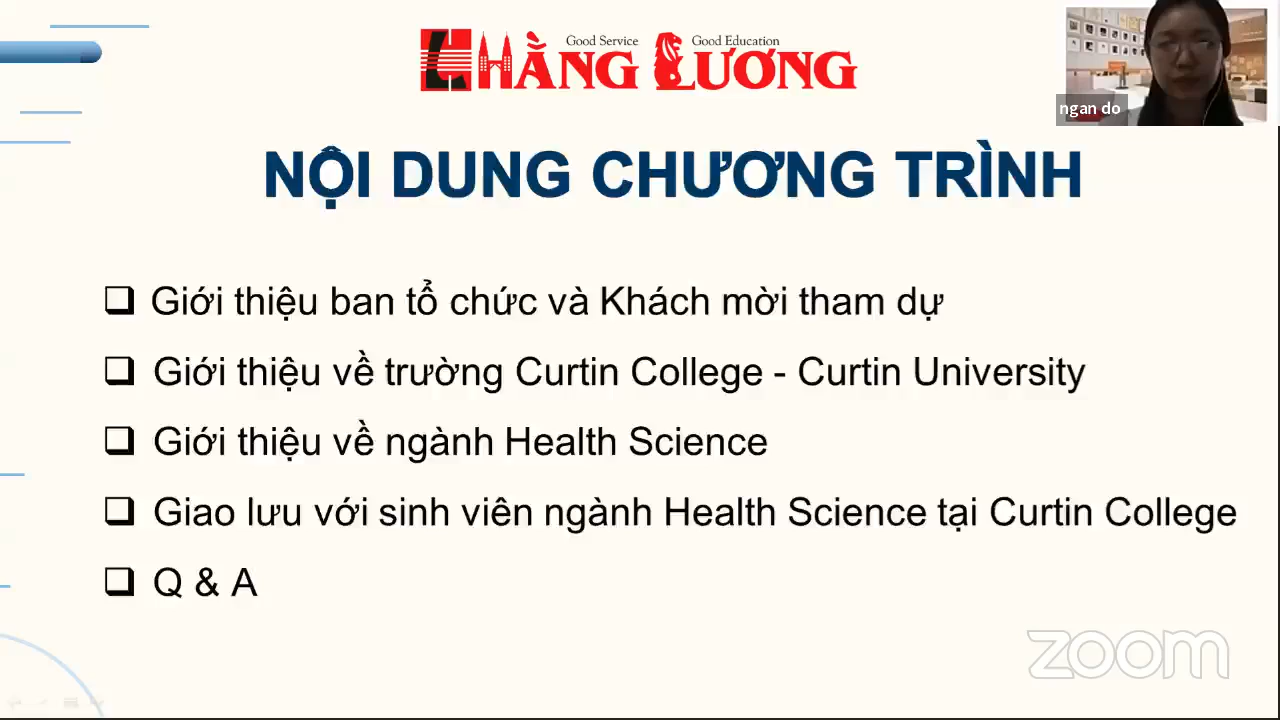 Good Service Good Education
HẰNG LƯƠNG
ngan do
NỘI DUNG CHƯƠNG TRÌNH
Giới thiệu ban tổ chức và Khách mời tham dự
Giới thiệu về trường Curtin College - Curtin University
Giới thiệu về ngành Health Science
Giao lưu với sinh viên ngành Health Science tại Curtin College
Q & A
zoom